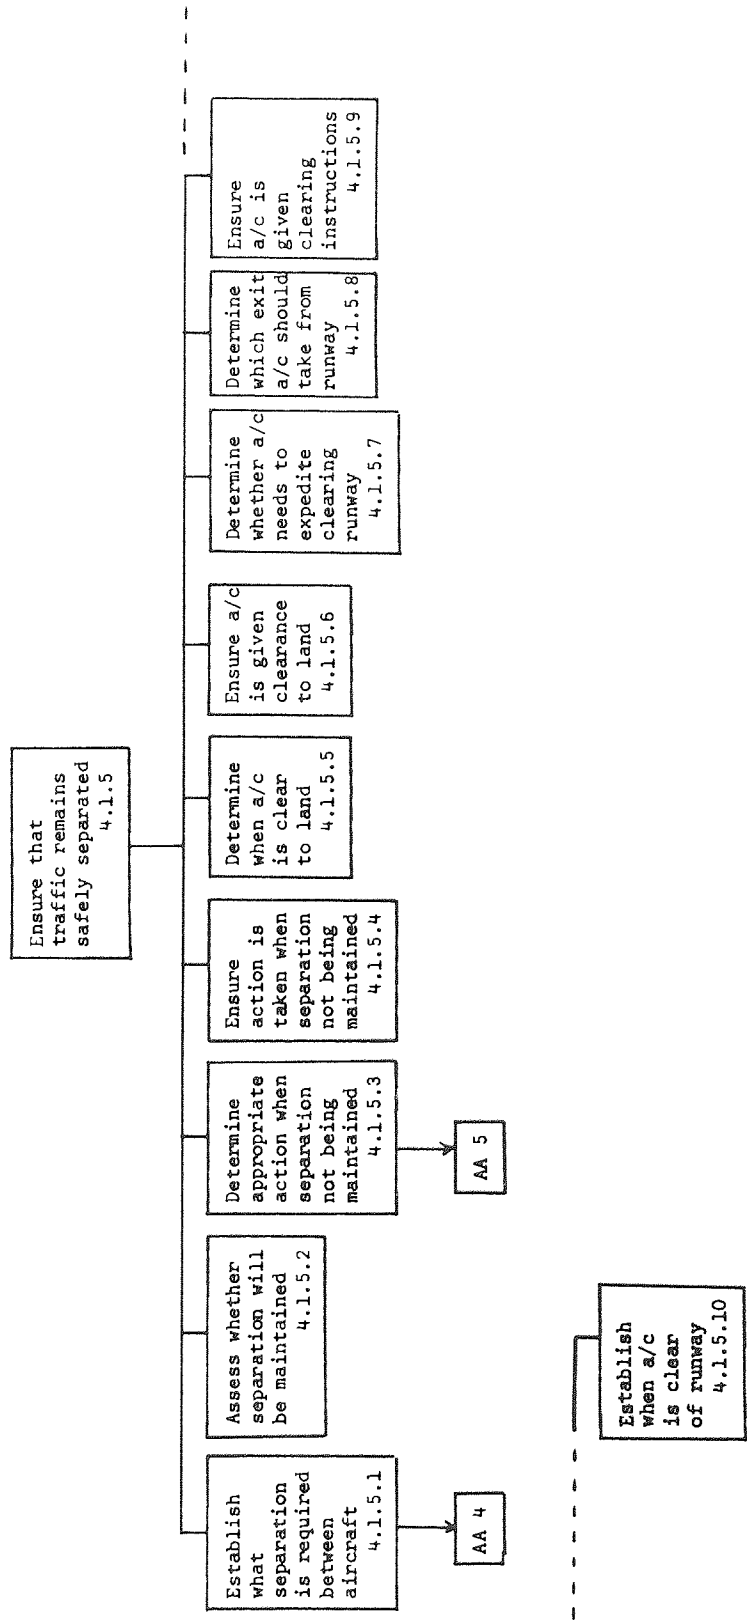 Ensure that
traffic remains
safely separated
4.1.5
Establish
what
separation
is required
between
aircraft
4.1.5.1
AA 4
Assess whether
separation will
be maintained
4.1.5.2
Determine
appropriate
action when
separation
not being
maintained
4.1.5.3
AA 5
Ensure
action is
taken when
separation
not being
maintained
4.1.5.4
Determine
when a/c
is clear
to land
4.1.5.5
Ensure a/c
is given
clearance
to land
4.1.5.6
Determine
whether a/c
needs to
expedite
clearing
runway
4.1.5.7
Determine
which exit
a/c should
take from
runway
4.1.5.8
Ensure
a/c is
given
clearing
instructions
4.1.5.9
Establish
when a/c
is clear
of runway
4.1.5.10